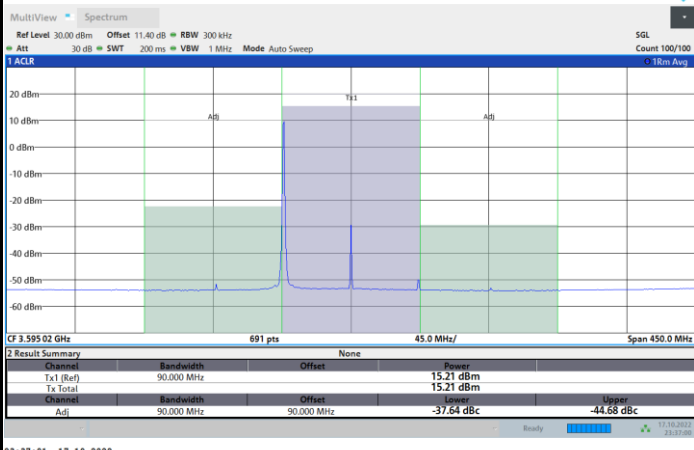 MultiView Spectrum
Ref Level 30.00 dBm Offset 11.40 dB RBW 300 kHz SGL
Att 30 dB SWT 200 ms VBW 1 MHz Mode Auto Sweep Count 100/100
1 ACLR 1Rm Avg
20 dBm
Tx1
10 dBm
Adj Adj
0 dBm
-10 dBm
-20 dBm
-30 dBm
-40 dBm
-50 dBm
-60 dBm
CF 3.595 02 GHz 691 pts 45.0 MHz/ Span 450.0 MHz
2 Result Summary None
Channel Bandwidth Offset Power
Tx1 (Ref) 90.000 MHz 15.21 dBm
Tx Total 15.21 dBm
Channel Bandwidth Offset Lower Upper
Adj 90.000 MHz 90.000 MHz -37.64 dBc -44.68 dBc
Ready 17.10.2022
23:37:00